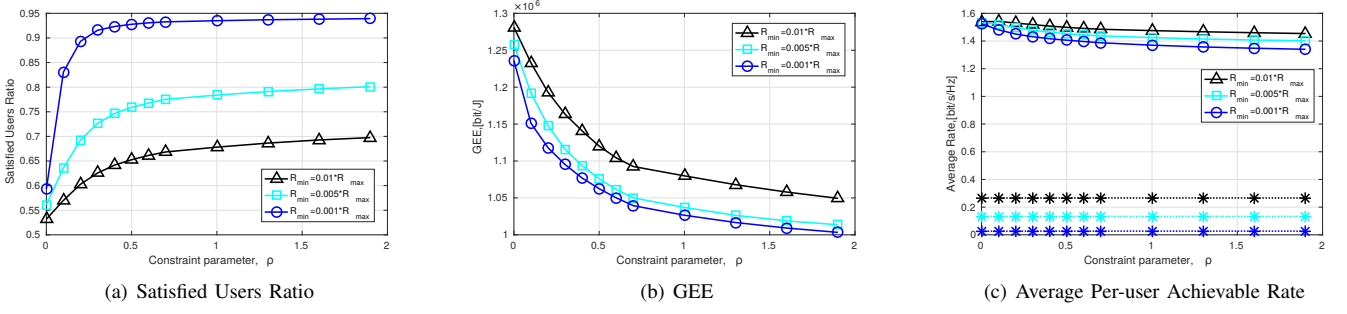 0.95
0.9
0.85
0.8
0.75
0.7
0.65
0.6
0.55
0.5
Satisfied Users Ratio
R min =0.01*R max
R min =0.005*R max
R min =0.001*R max
0 0.5 1 1.5 2
Constraint parameter, ρ
(a) Satisfied Users Ratio
×10^6
1.3
1.25
1.2
1.15
1.1
1.05
1
GEE,[bit/J]
R min =0.01*R max
R min =0.005*R max
R min =0.001*R max
0 0.5 1 1.5 2
Constraint parameter, ρ
(b) GEE
1.6
1.4
1.2
1
0.8
0.6
0.4
0.2
0
Average Rate,[bit/s/Hz]
R min =0.01*R max
R min =0.005*R max
R min =0.001*R max
0 0.5 1 1.5 2
Constraint parameter, ρ
(c) Average Per-user Achievable Rate